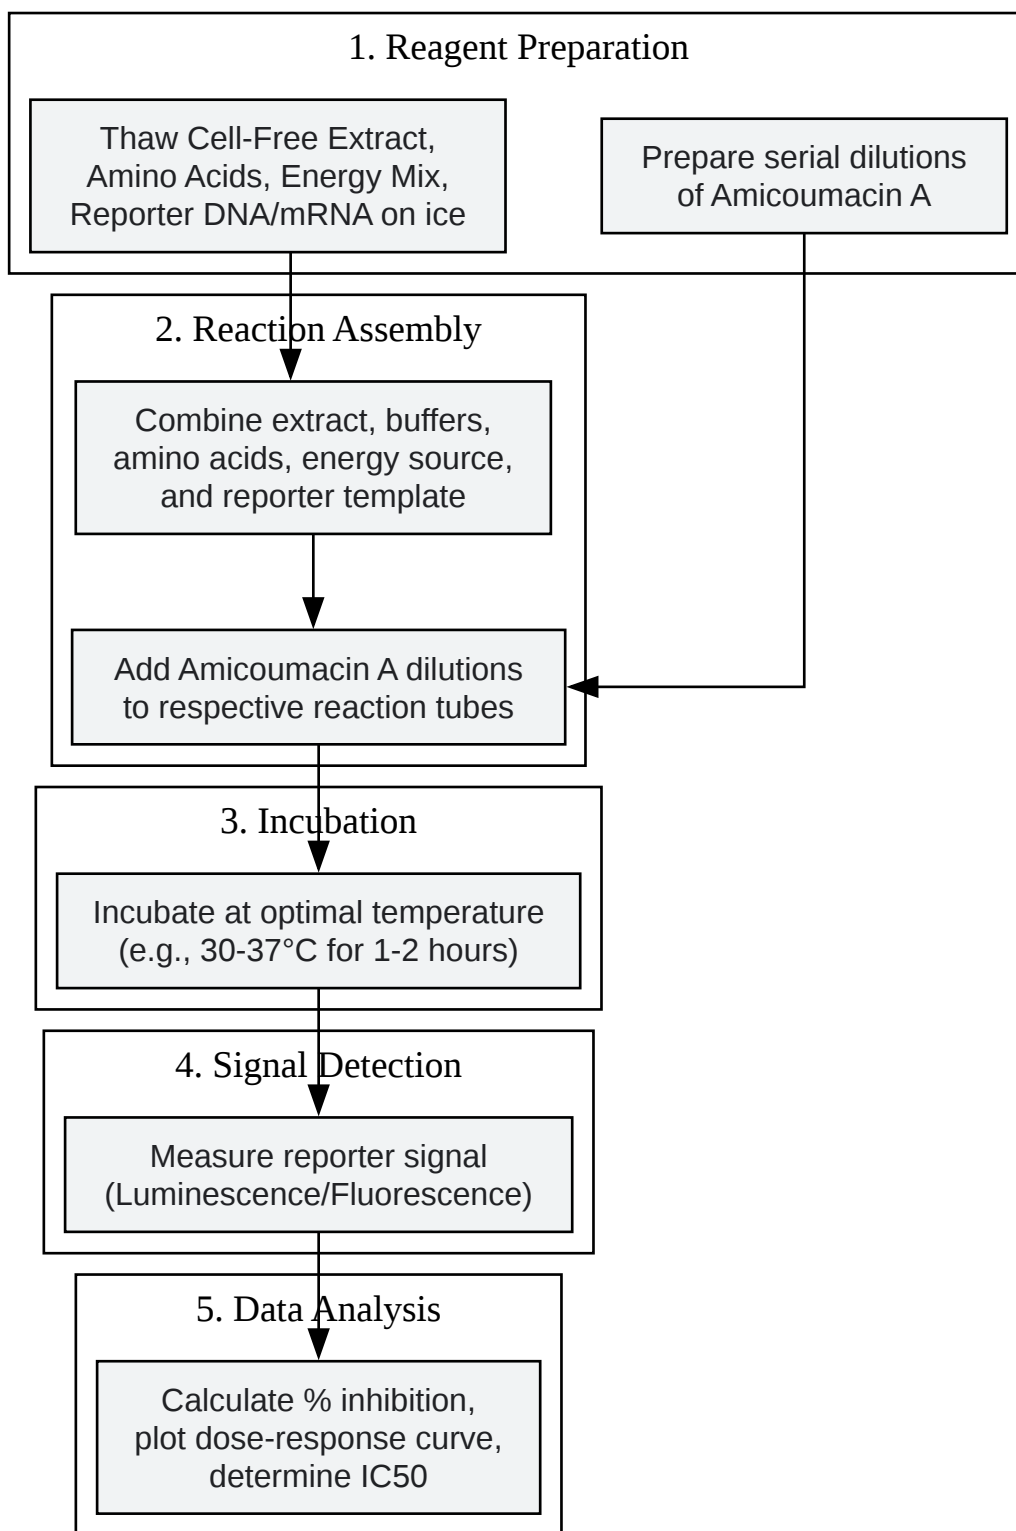 1. Reagent Preparation
Thaw Cell-Free Extract,
Amino Acids, Energy Mix,
Reporter DNA/mRNA on ice
Prepare serial dilutions
of Amicoumacin A
2. Reaction Assembly
Combine extract, buffers,
amino acids, energy source,
and reporter template
Add Amicoumacin A dilutions
to respective reaction tubes
3. Incubation
Incubate at optimal temperature
(e.g., 30-37°C for 1-2 hours)
4. Signal Detection
Measure reporter signal
(Luminescence/Fluorescence)
5. Data Analysis
Calculate % inhibition,
plot dose-response curve,
determine IC50